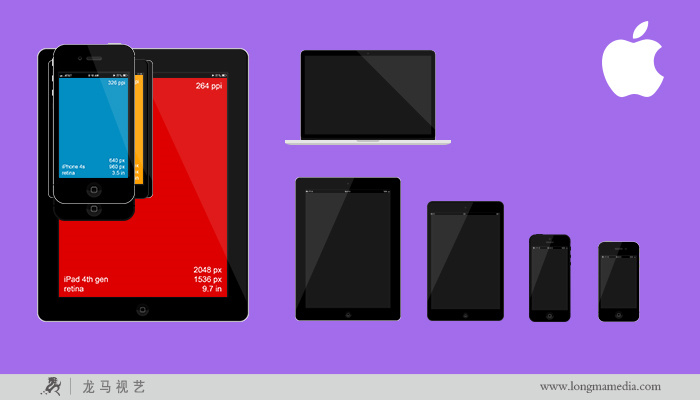 326 ppi
264 ppi
640 px
iPhone 4s
960 px
retina
3.5 in
2048 px
iPad 4th gen
1536 px
retina
9.7 in
龙马视艺
www.longmamedia.com